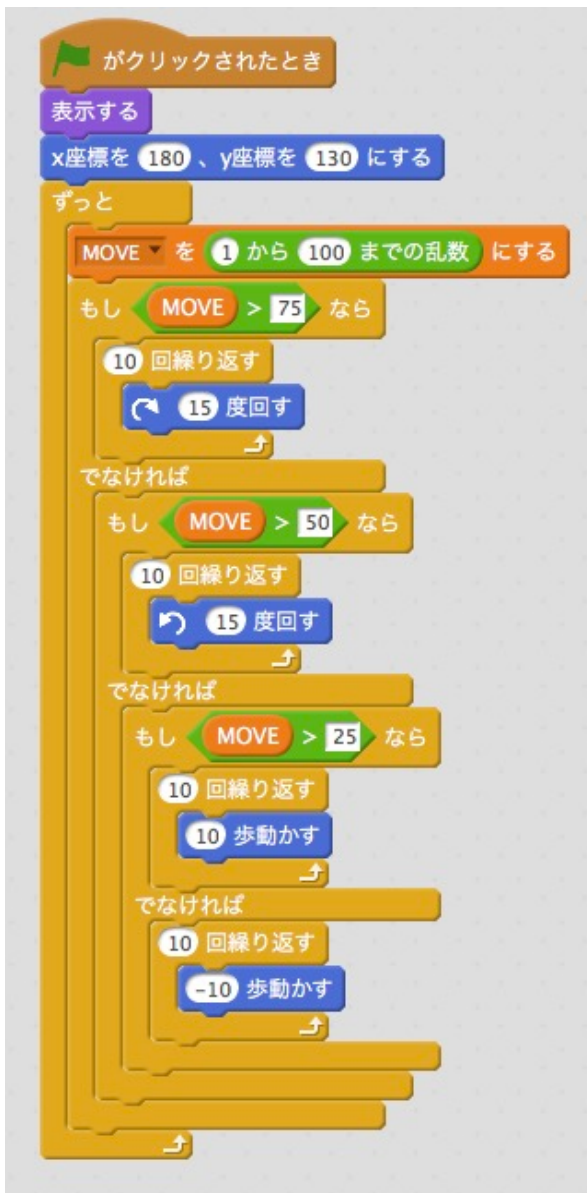 がクリックされたとき
表示する
x座標を 180 、y座標を 130 にする
ずっと
MOVE を 1 から 100 までの乱数 にする
もし MOVE > 75 なら
10 回繰り返す
15 度回す
でなければ
もし MOVE > 50 なら
10 回繰り返す
15 度回す
でなければ
もし MOVE > 25 なら
10 回繰り返す
10 歩動かす
でなければ
10 回繰り返す
-10 歩動かす